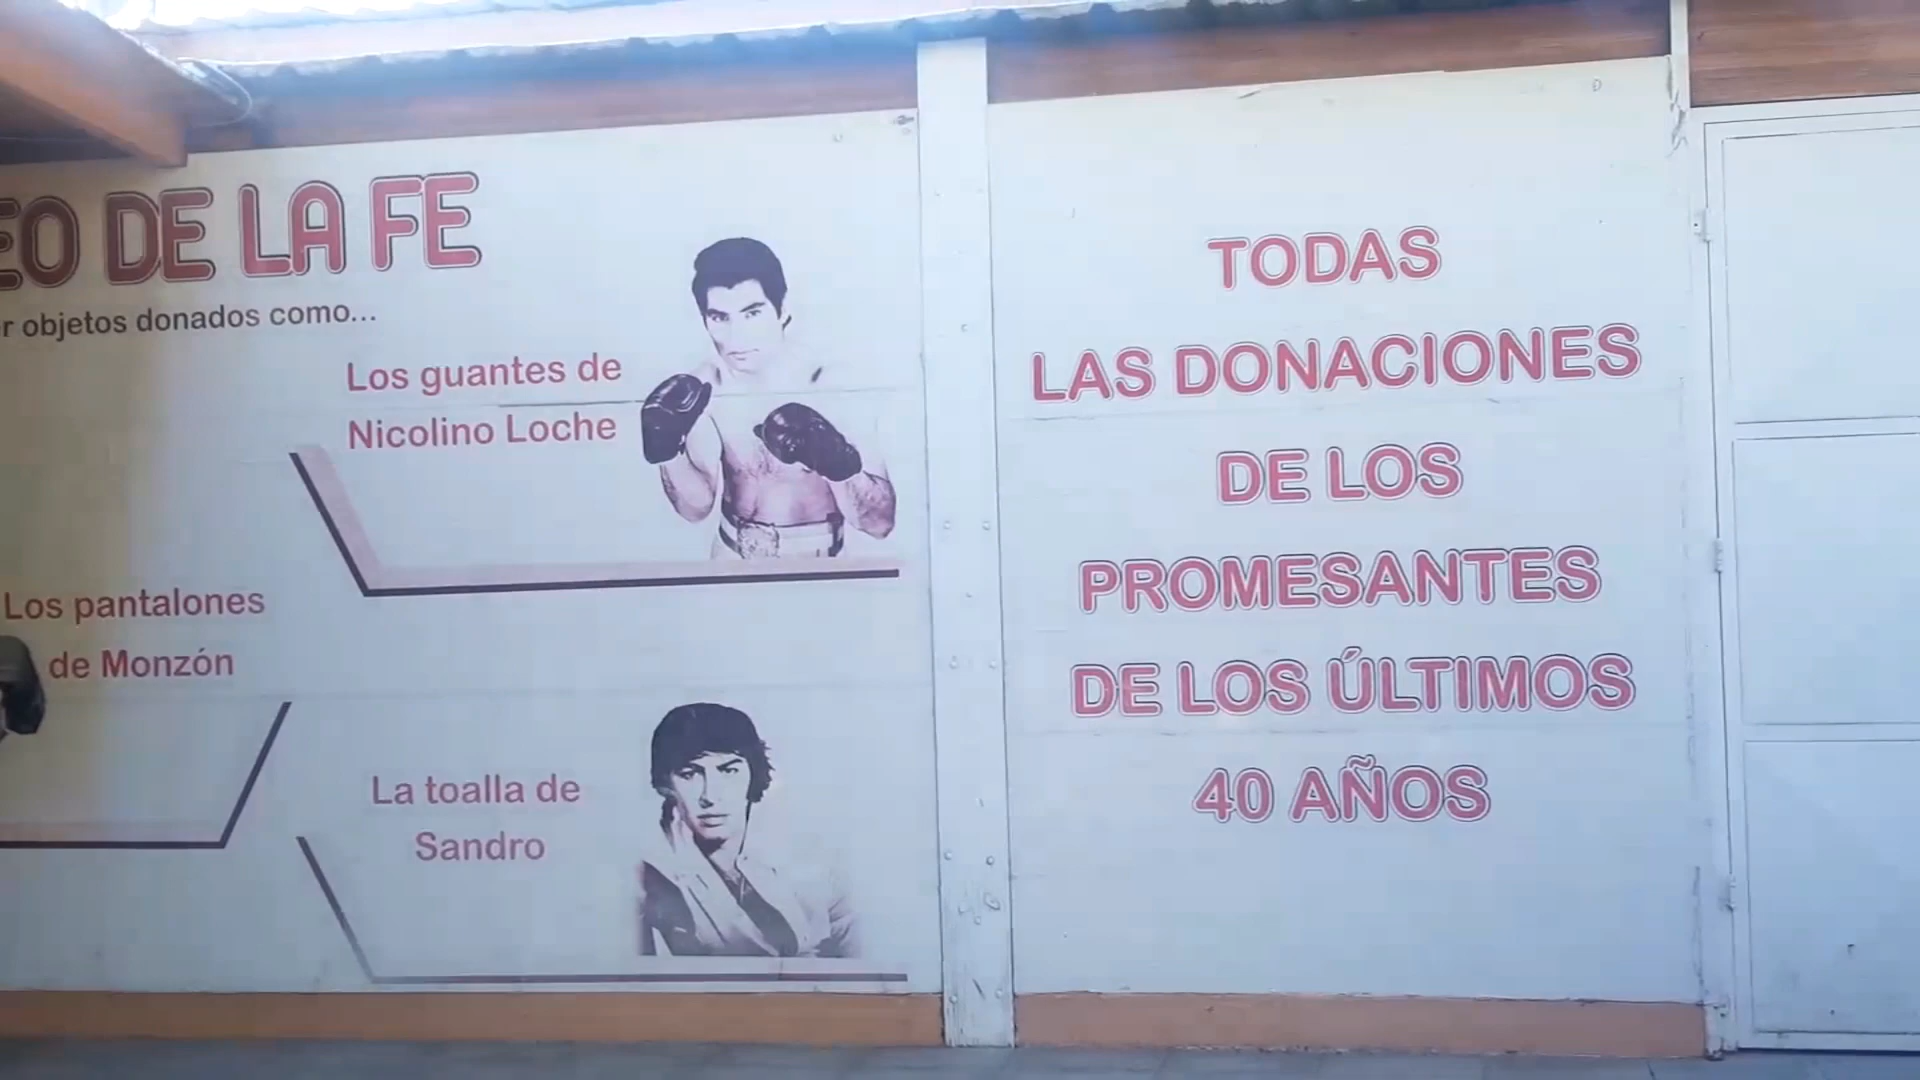 EO DE LA FE
r objetos donados como...
Los guantes de
Nicolino Loche
Los pantalones
de Monzón
La toalla de
Sandro
TODAS
LAS DONACIONES
DE LOS
PROMESANTES
DE LOS ÚLTIMOS
40 AÑOS